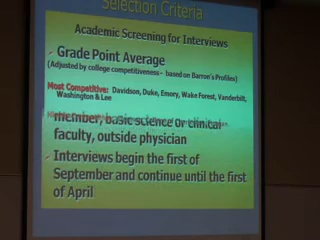 Selection Criteria
Academic Screening for Interviews
✓ Grade Point Average
(Adjusted by college competitiveness – based on Barron's Profiles)
Most Competitive: Davidson, Duke, Emory, Wake Forest, Vanderbilt,
Washington & Lee
member, basic science or clinical
faculty, outside physician
✓ Interviews begin the first of
September and continue until the first
of April